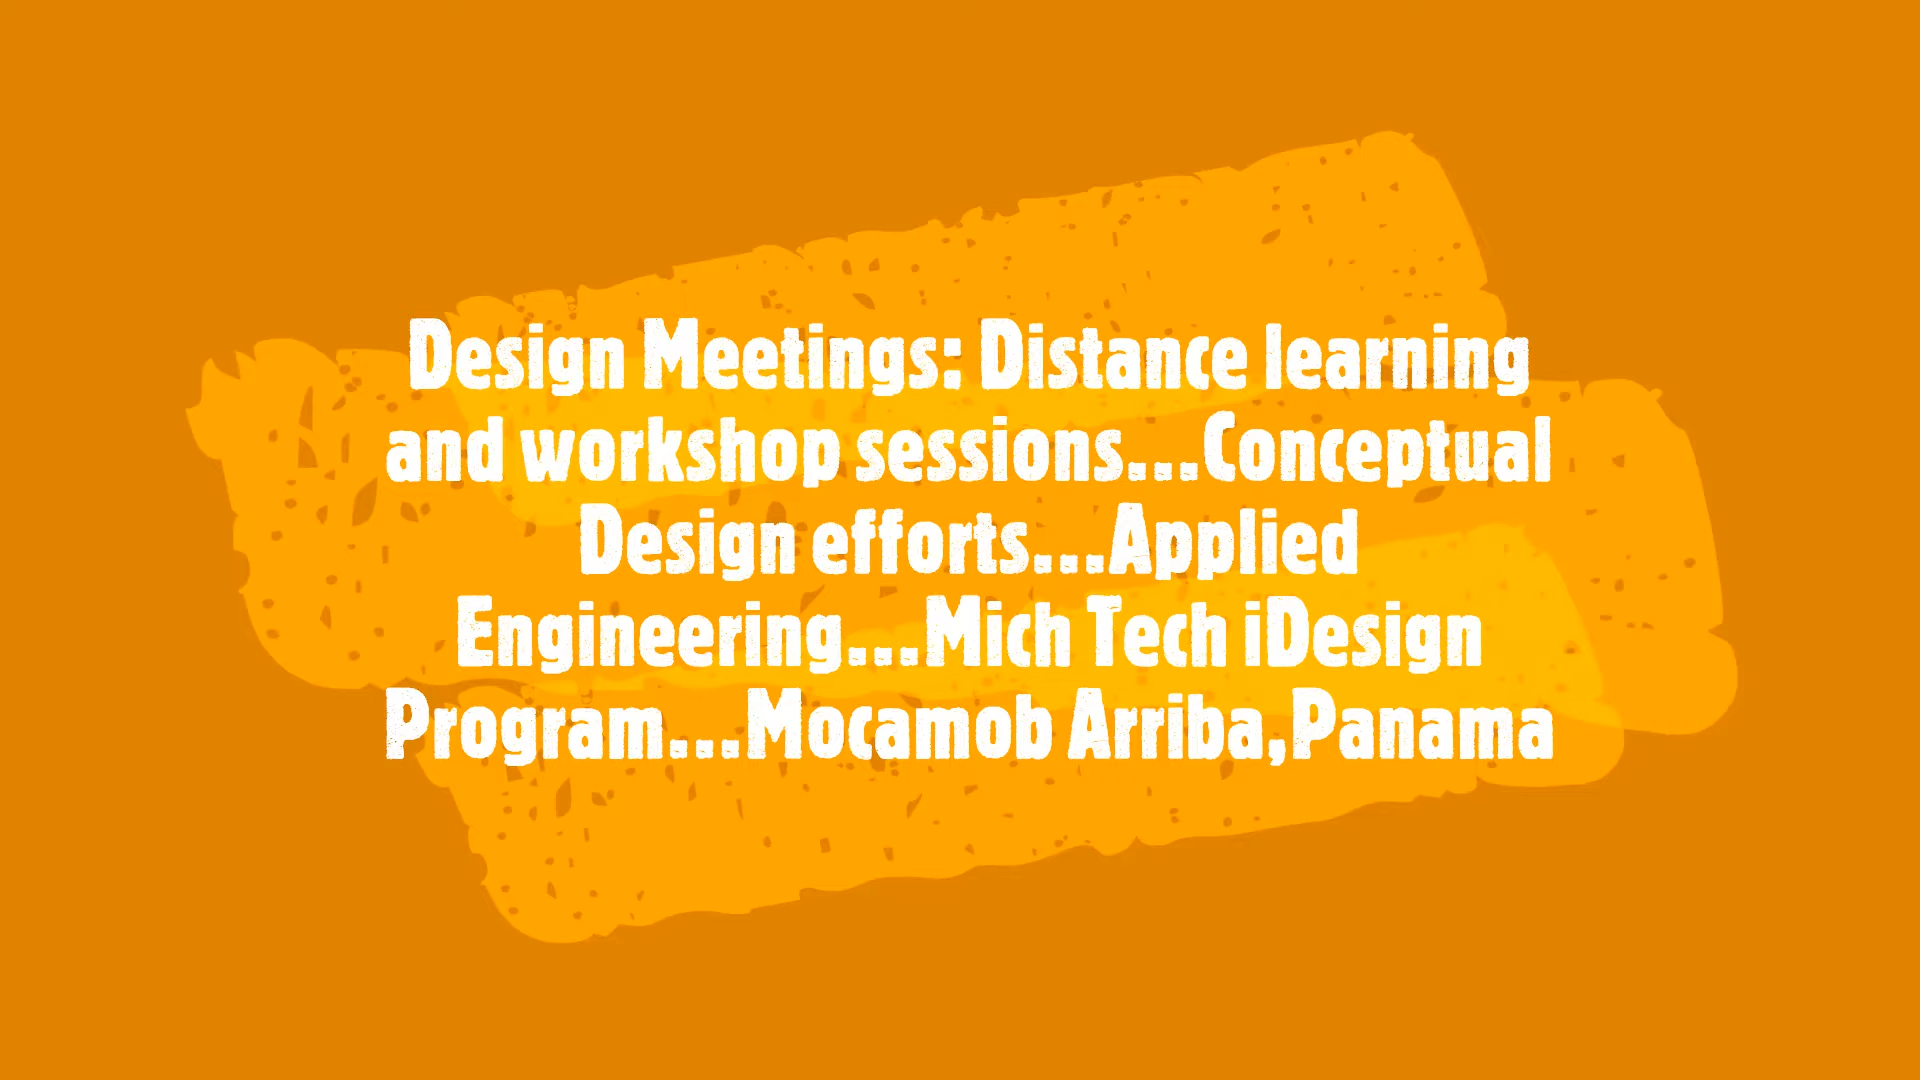 Design Meetings: Distance learning
and workshop sessions...Conceptual
Design efforts...Applied
Engineering...Mich Tech iDesign
Program...Mocamob Arriba,Panama